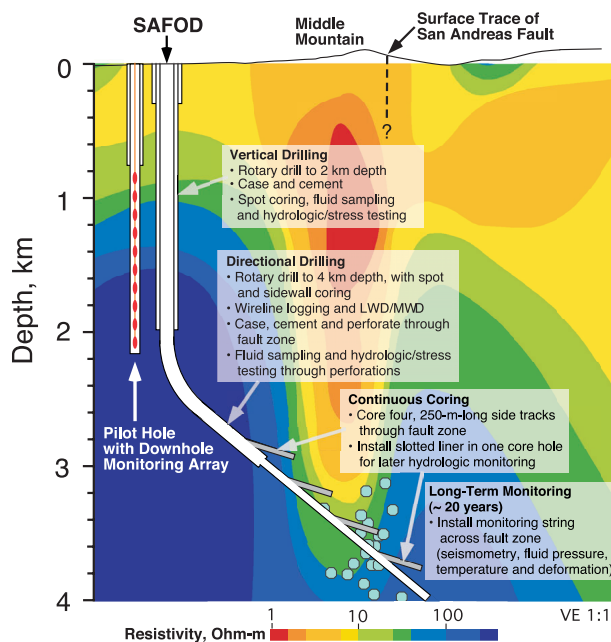 SAFOD
Middle
Mountain
Surface Trace of
San Andreas Fault
0
1
2
3
4
Depth, km
?
Vertical Drilling
• Rotary drill to 2 km depth
• Case and cement
• Spot coring, fluid sampling
and hydrologic/stress testing
Directional Drilling
• Rotary drill to 4 km depth, with spot
and sidewall coring
• Wireline logging and LWD/MWD
• Case, cement and perforate through
fault zone
• Fluid sampling and hydrologic/stress
testing through perforations
Pilot Hole
with Downhole
Monitoring Array
Continuous Coring
• Core four, 250-m-long side tracks
through fault zone
• Install slotted liner in one core hole
for later hydrologic monitoring
Long-Term Monitoring
(~ 20 years)
• Install monitoring string
across fault zone
(seismometry, fluid pressure,
temperature and deformation)
1 10 100 VE 1:1
Resistivity, Ohm-m